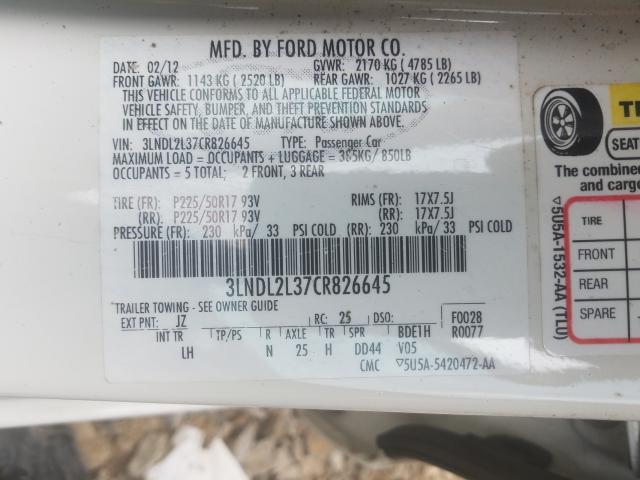 MFD. BY FORD MOTOR CO.
DATE: 02/12 GVWR: 2170 KG ( 4785 LB)
FRONT GAWR: 1143 KG ( 2520 LB) REAR GAWR: 1027 KG ( 2265 LB)
THIS VEHICLE CONFORMS TO ALL APPLICABLE FEDERAL MOTOR
VEHICLE SAFETY, BUMPER, AND THEFT PREVENTION STANDARDS
IN EFFECT ON THE DATE OF MANUFACTURE SHOWN ABOVE.
VIN: 3LNDL2L37CR826645 TYPE: Passenger Car
MAXIMUM LOAD = OCCUPANTS + LUGGAGE = 385KG/ 850LB
OCCUPANTS = 5 TOTAL: 2 FRONT, 3 REAR
TIRE (FR): P225/50R17 93V RIMS (FR): 17X7.5J
(RR): P225/50R17 93V (RR): 17X7.5J
PRESSURE (FR): 230 kPa/ 33 PSI COLD (RR): 230 kPa/ 33 PSI COLD
3LNDL2L37CR826645
TRAILER TOWING - SEE OWNER GUIDE
EXT PNT: JZ RC: 25 DSO: F0028
INT TR TP/PS R AXLE TR SPR BDE1H R0077
LH N 25 H DD44 V05
CMC ▽5U5A-5420472-AA
▽5U5A-1532-AA (TLU)
SEAT
The combined
and cargo
TIRE
FRONT
REAR
SPARE